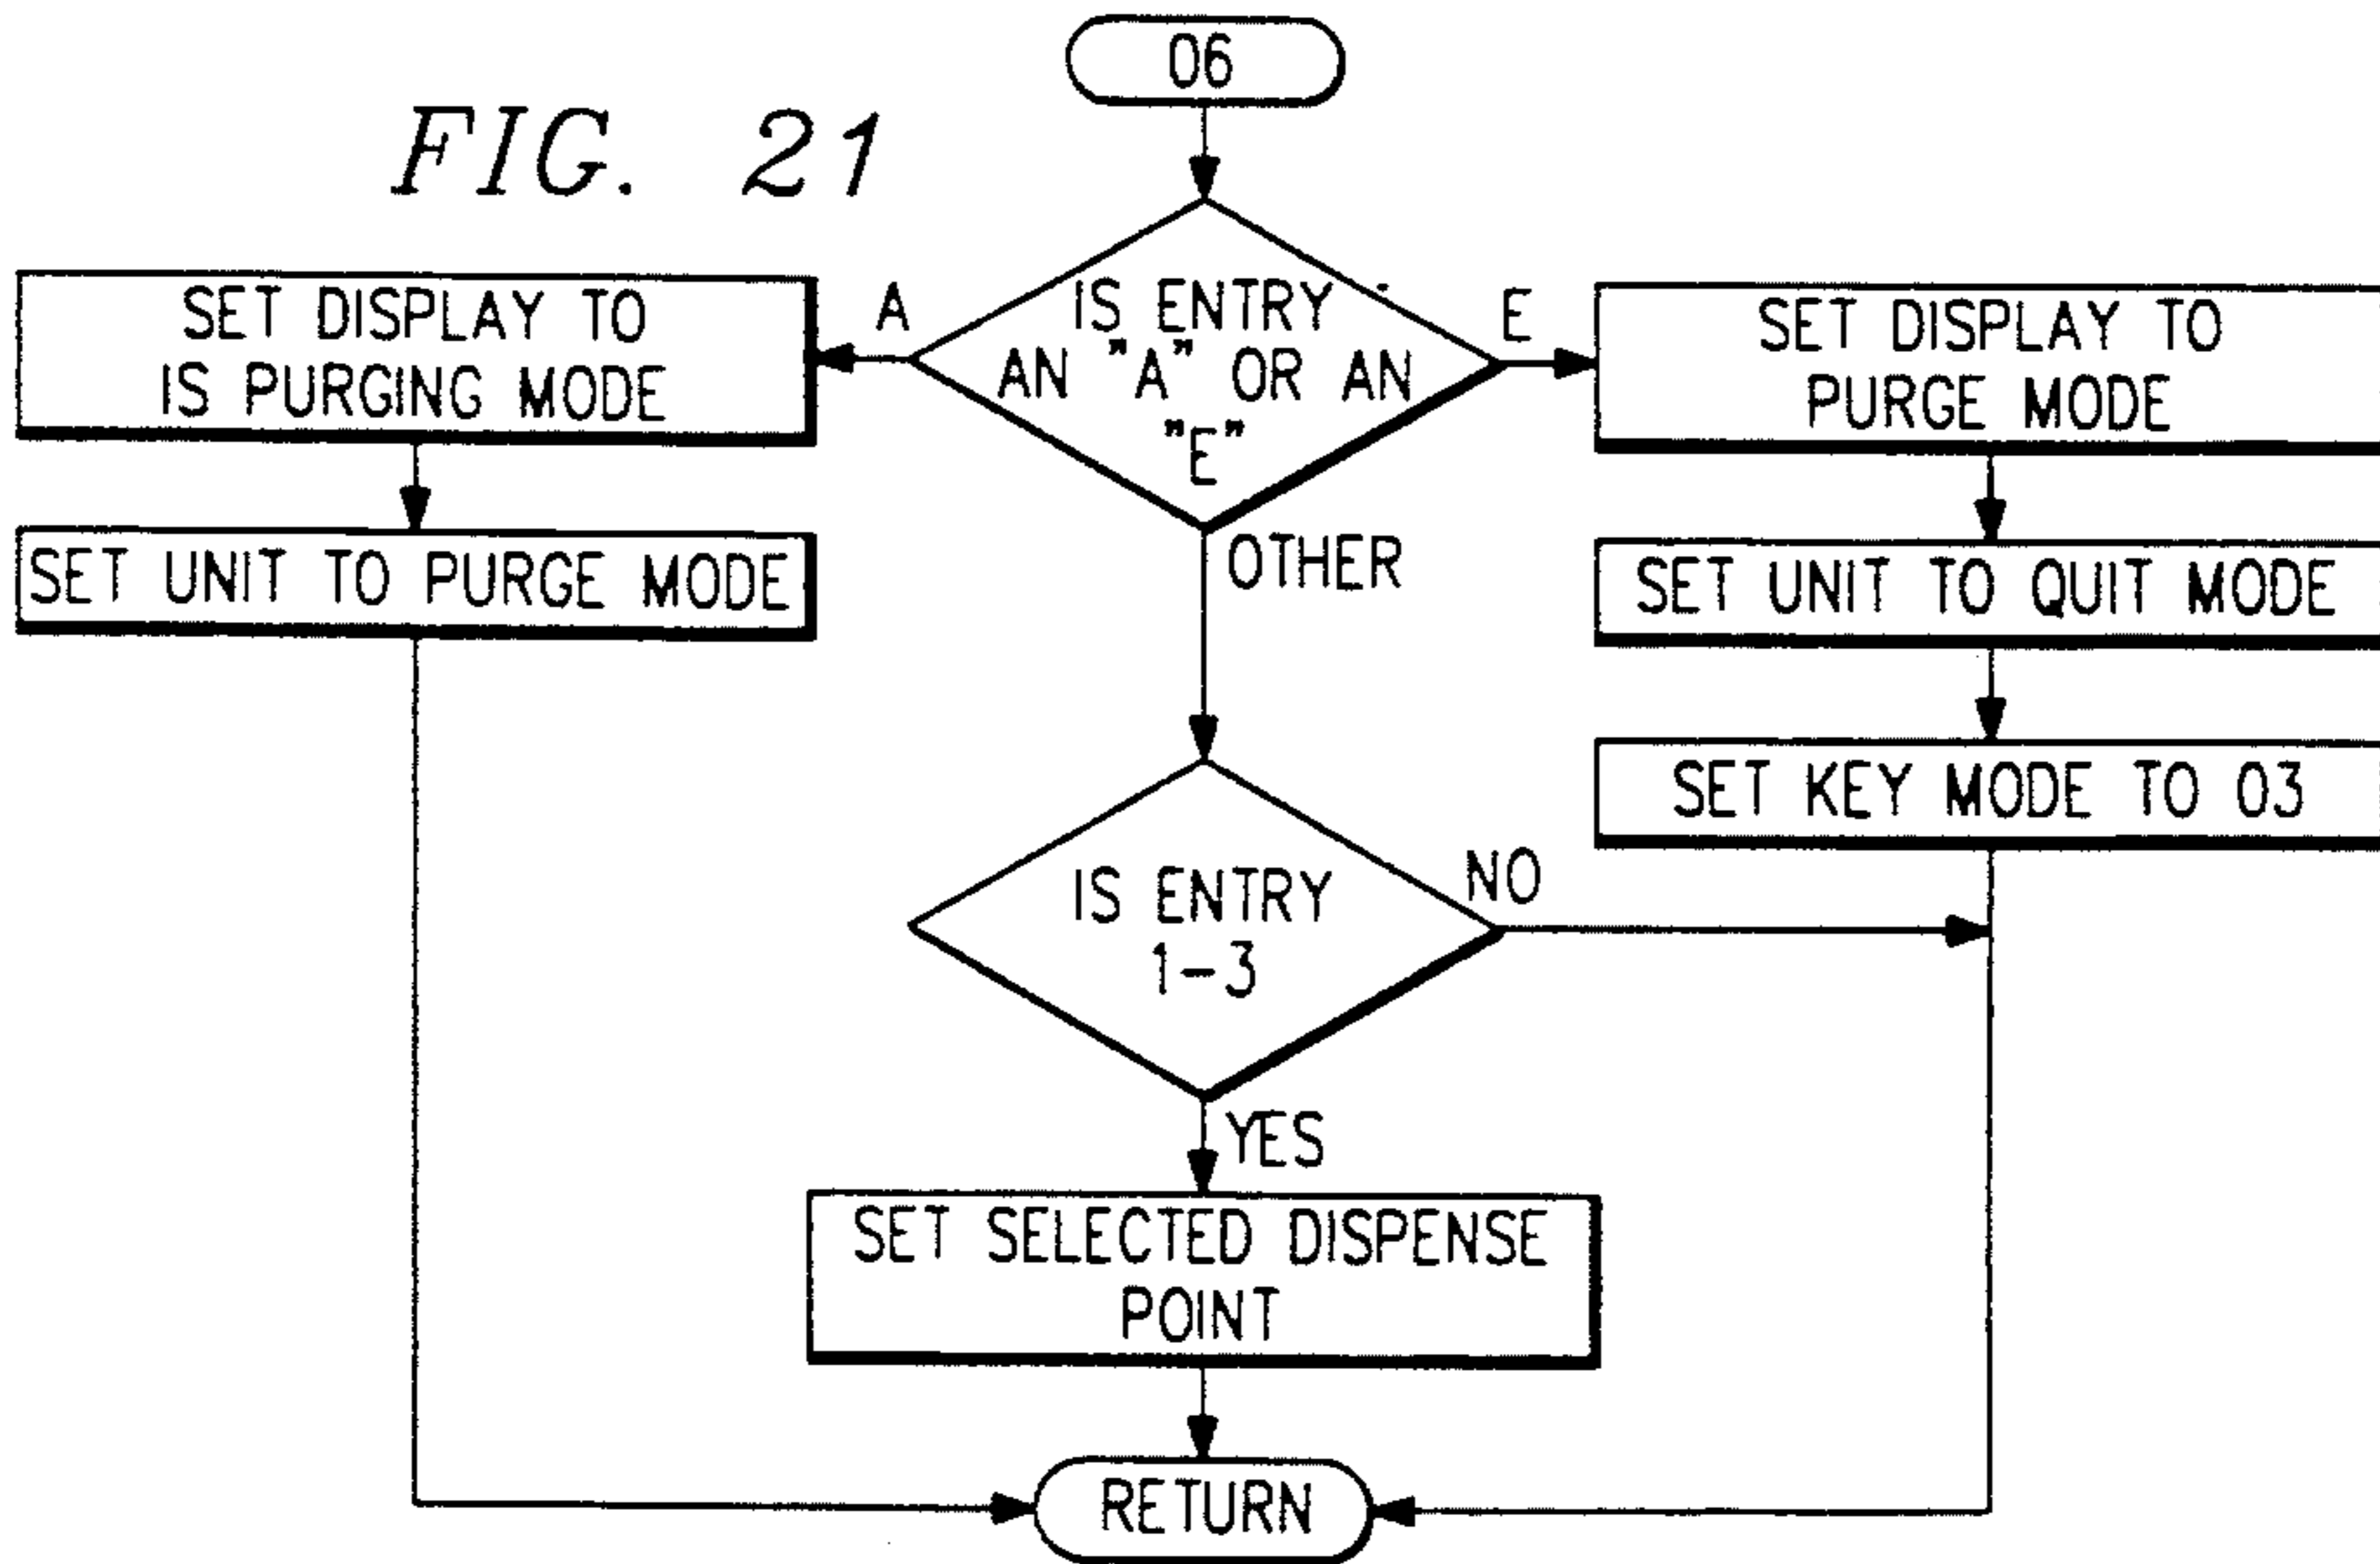 06
FIG. 21
SET DISPLAY TO
IS PURGING MODE
A
IS ENTRY
AN "A" OR AN
"E"
E
SET DISPLAY TO
PURGE MODE
SET UNIT TO PURGE MODE
OTHER
SET UNIT TO QUIT MODE
SET KEY MODE TO 03
IS ENTRY
1-3
NO
YES
SET SELECTED DISPENSE
POINT
RETURN